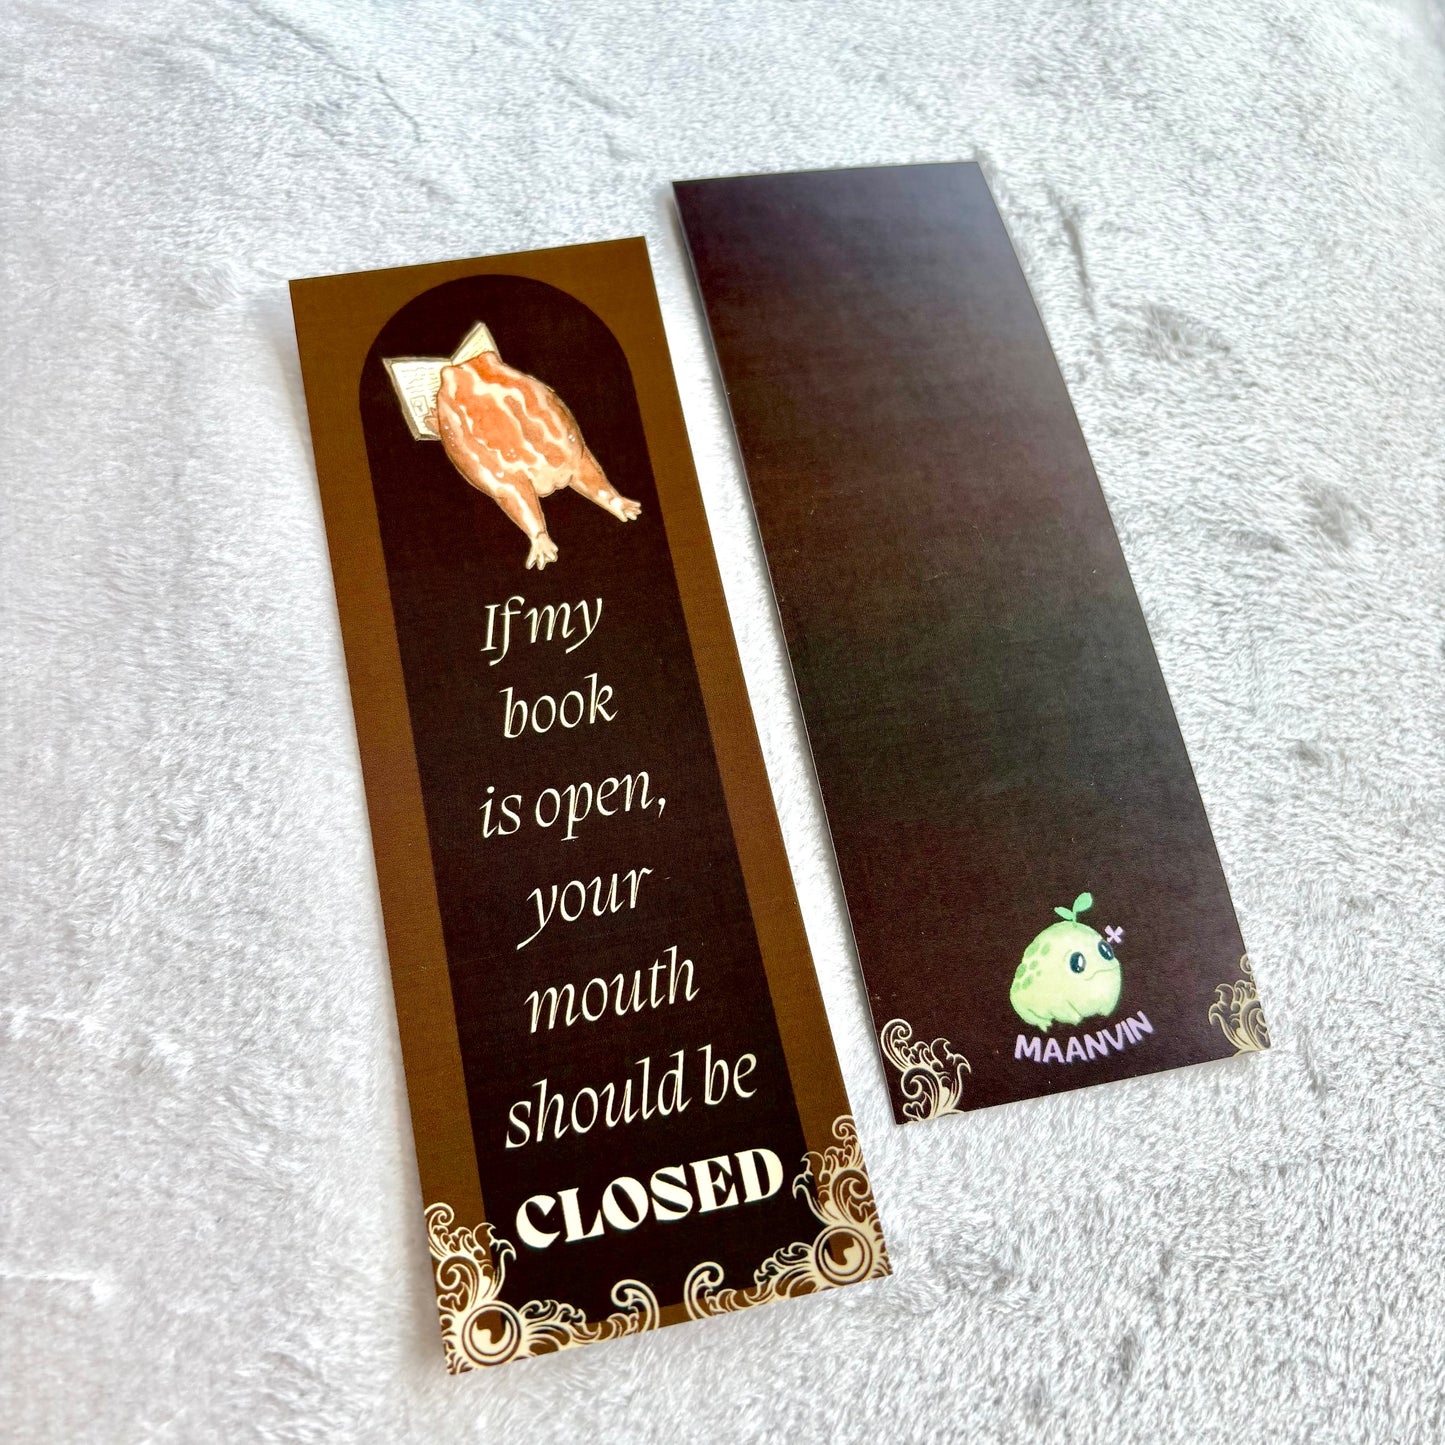 If my
book
is open,
your
mouth
should be
CLOSED
MAANVIN